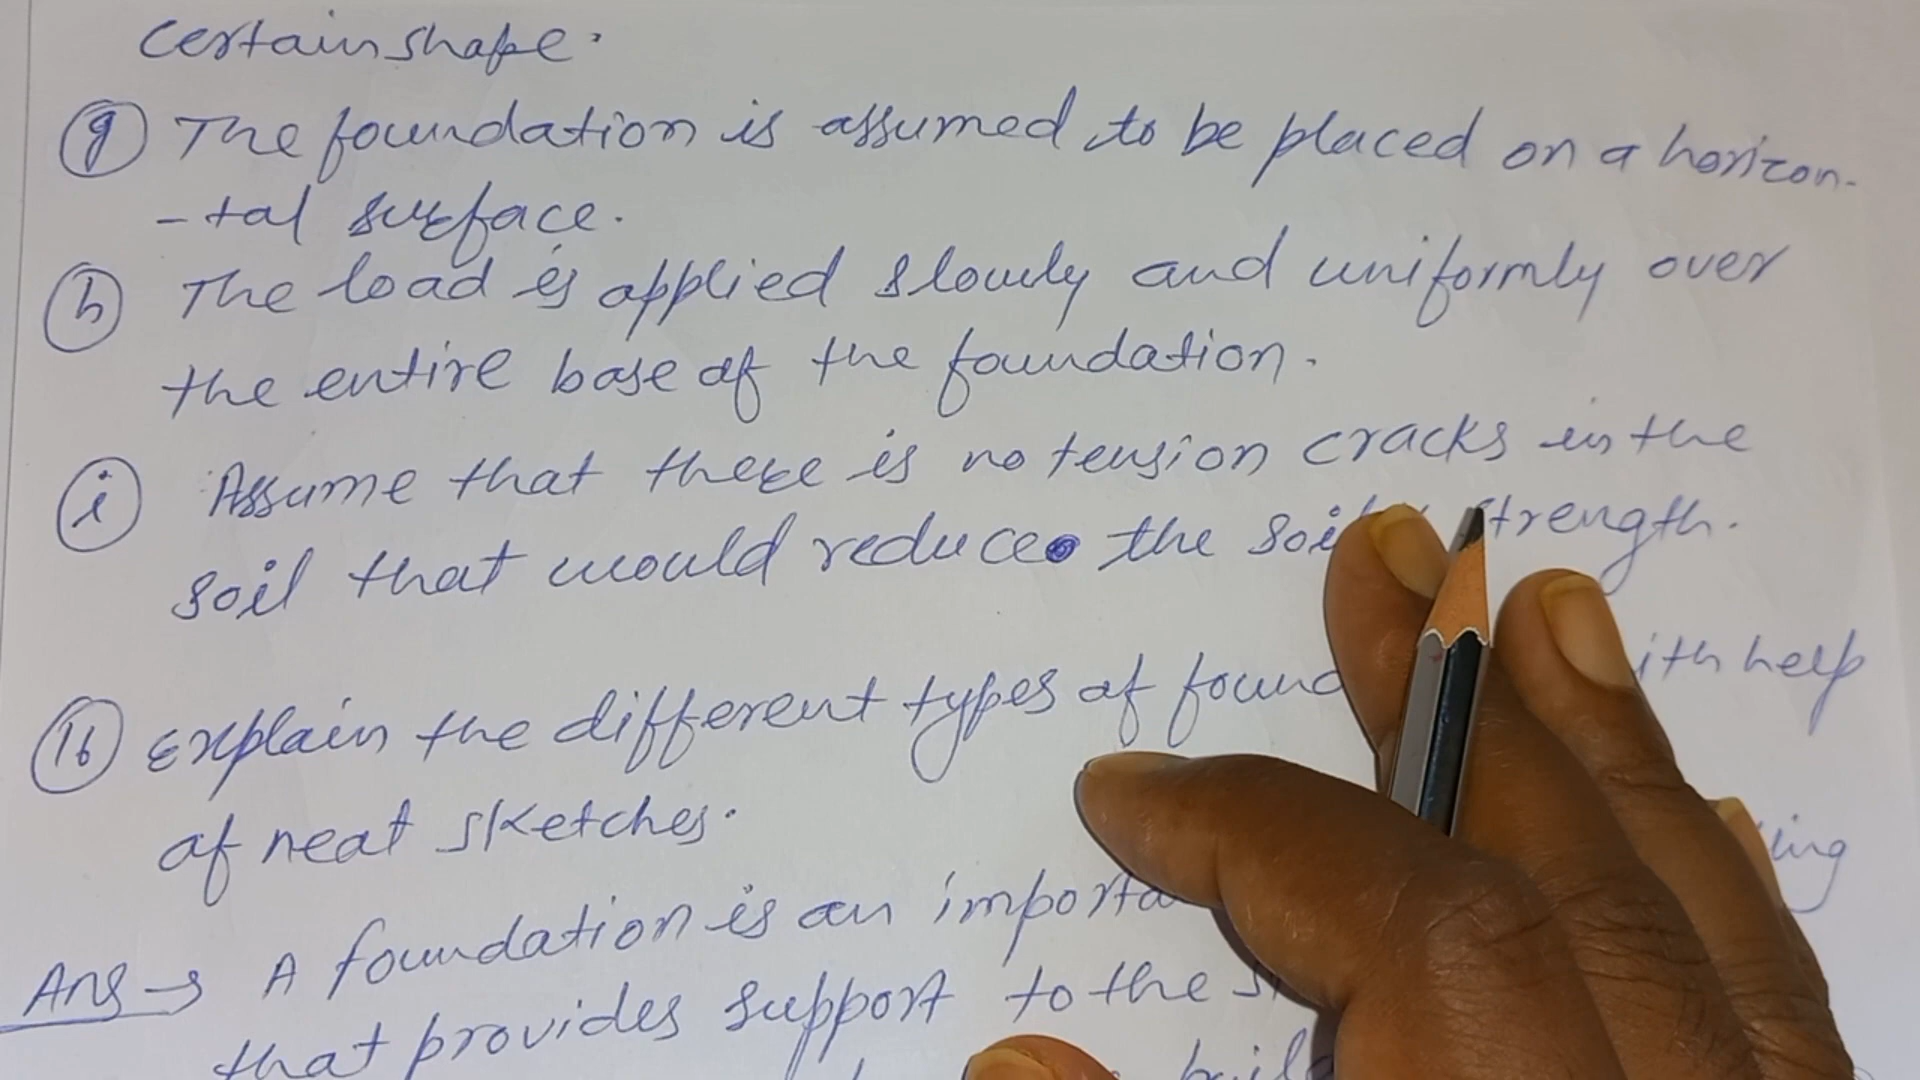 certain shape.
g The foundation is assumed to be placed on a horizon-
-tal surface.
h The load is applied slowly and uniformly over
the entire base of the foundation.
i Assume that there is no tension cracks in the
soil that would reduce the strength.
16 Explain the different types of help
of neat sketches.
Ans → A foundation is an
that provides support to the